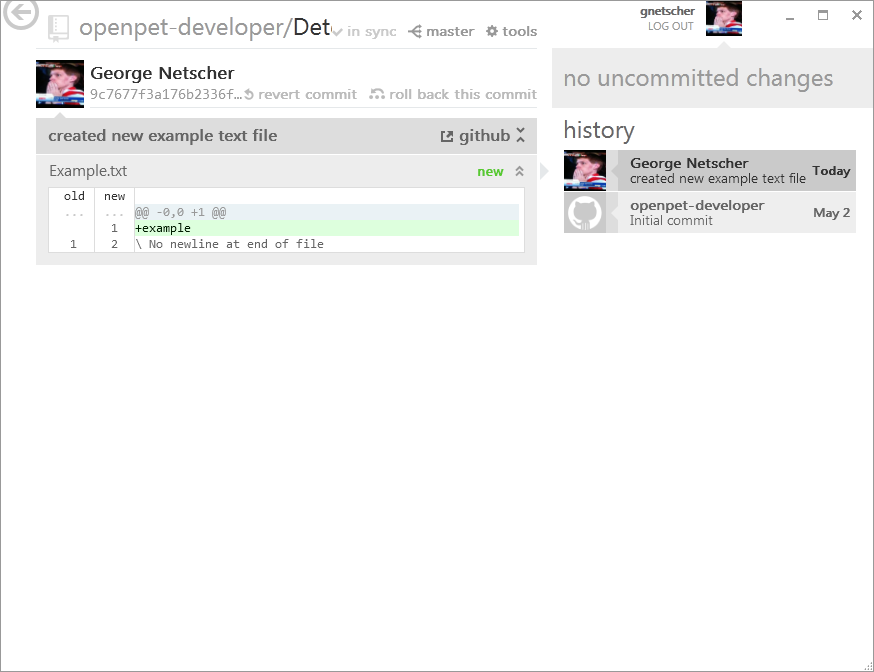 openpet-developer/Det
in sync
master
tools
gnetscher
LOG OUT
George Netscher
9c7677f3a176b2336f...
revert commit
roll back this commit
created new example text file
github
Example.txt
new
old new
... ... @@ -0,0 +1 @@
1 +example
1 2 \ No newline at end of file
no uncommitted changes
history
George Netscher
created new example text file
Today
openpet-developer
Initial commit
May 2